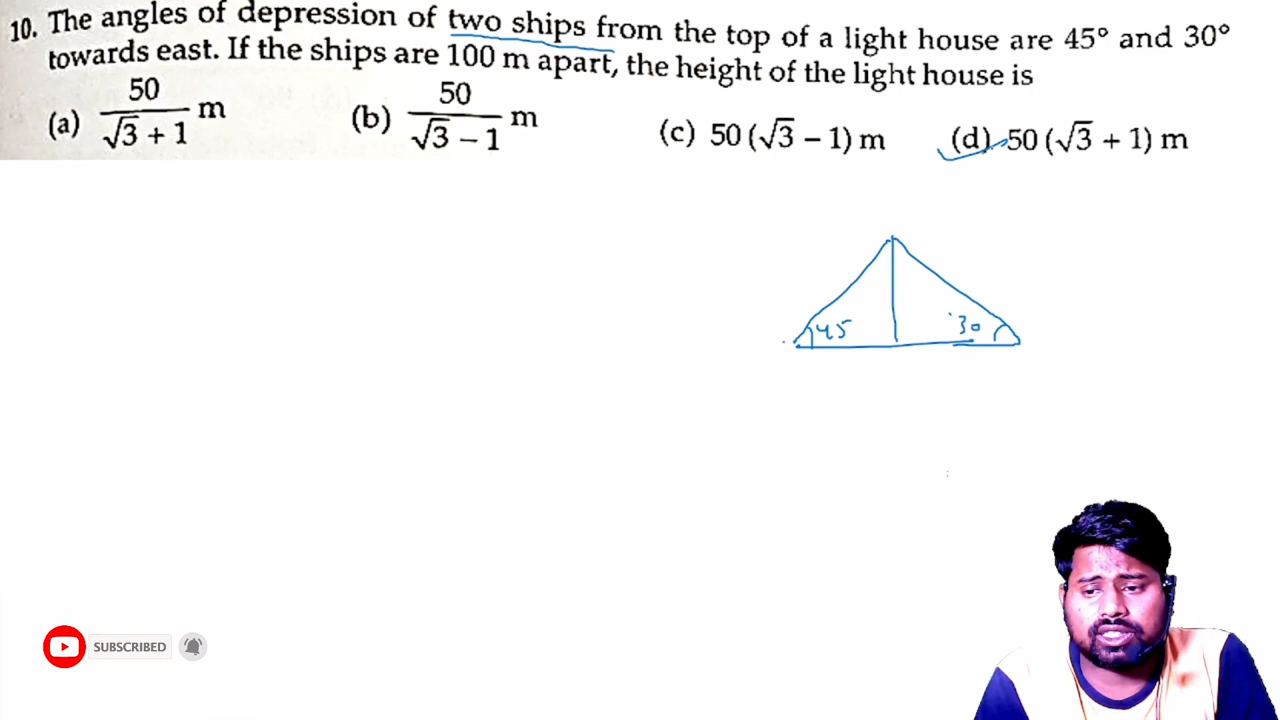 10. The angles of depression of two ships from the top of a light house are 45° and 30°
towards east. If the ships are 100 m apart, the height of the light house is
(a) 50/(√3 + 1) m (b) 50/(√3 − 1) m (c) 50 (√3 − 1) m (d) 50 (√3 + 1) m
45 30
SUBSCRIBED